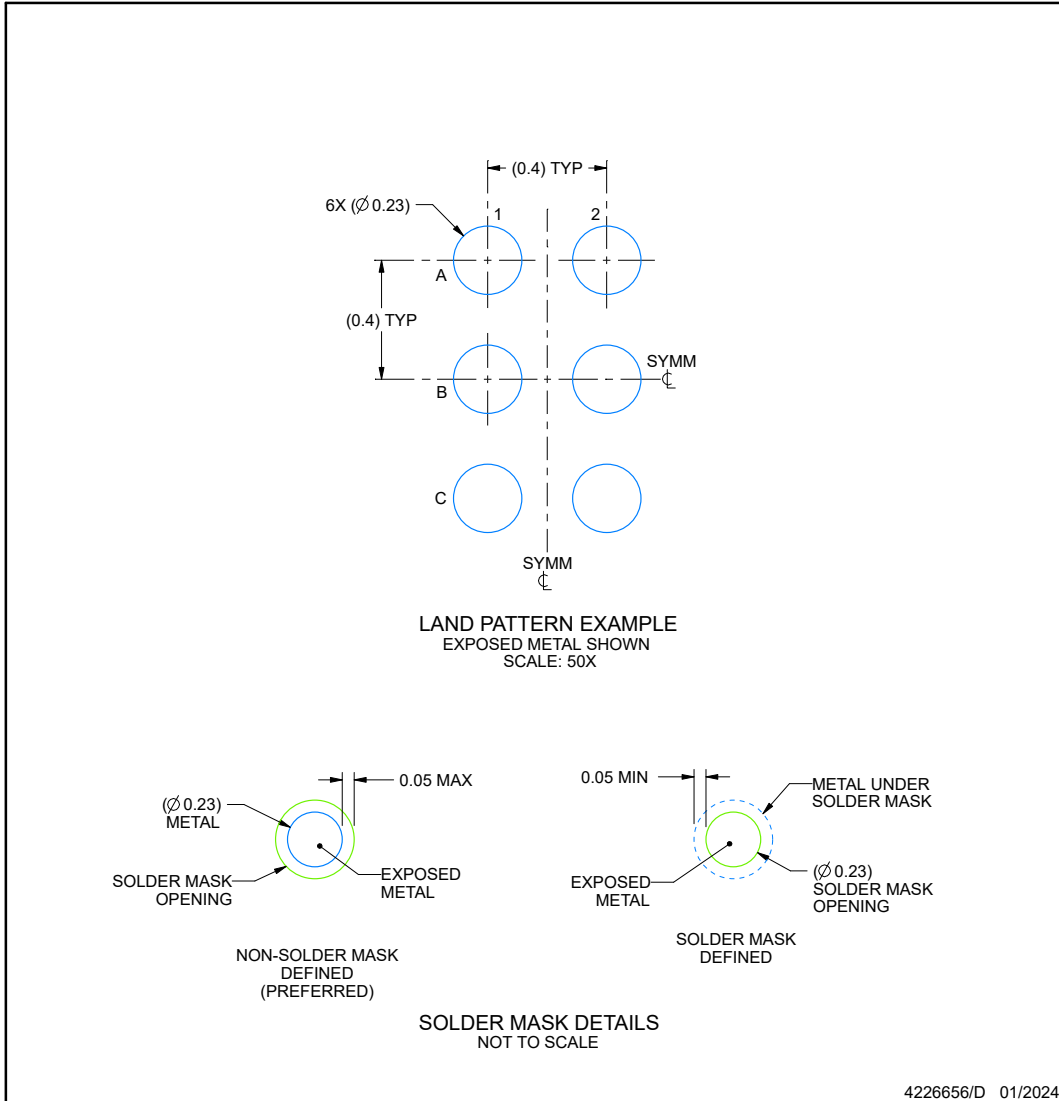 (0.4) TYP
6X (Ø 0.23)
1
2
A
(0.4) TYP
SYMM
℄
B
C
SYMM
℄
LAND PATTERN EXAMPLE
EXPOSED METAL SHOWN
SCALE: 50X
(Ø 0.23)
METAL
0.05 MAX
SOLDER MASK
OPENING
EXPOSED
METAL
NON-SOLDER MASK
DEFINED
(PREFERRED)
0.05 MIN
METAL UNDER
SOLDER MASK
EXPOSED
METAL
(Ø 0.23)
SOLDER MASK
OPENING
SOLDER MASK
DEFINED
SOLDER MASK DETAILS
NOT TO SCALE
4226656/D 01/2024